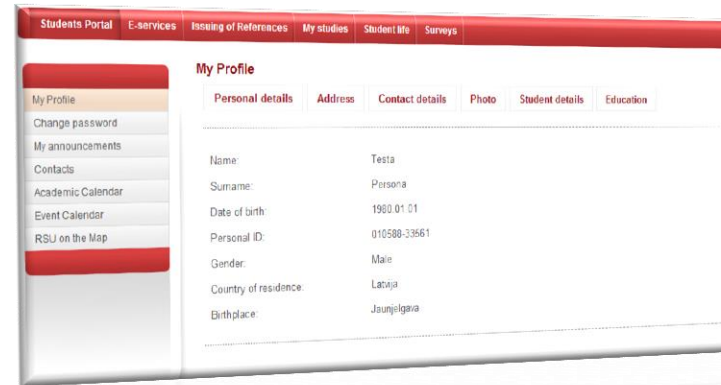 Students Portal E-services Issuing of References My studies Student life Surveys
My Profile
Change password
My announcements
Contacts
Academic Calendar
Event Calendar
RSU on the Map
My Profile
Personal details Address Contact details Photo Student details Education
Name: Testa
Surname: Persona
Date of birth: 1980.01.01
Personal ID: 010588-33561
Gender: Male
Country of residence: Latvija
Birthplace: Jaunjelgava